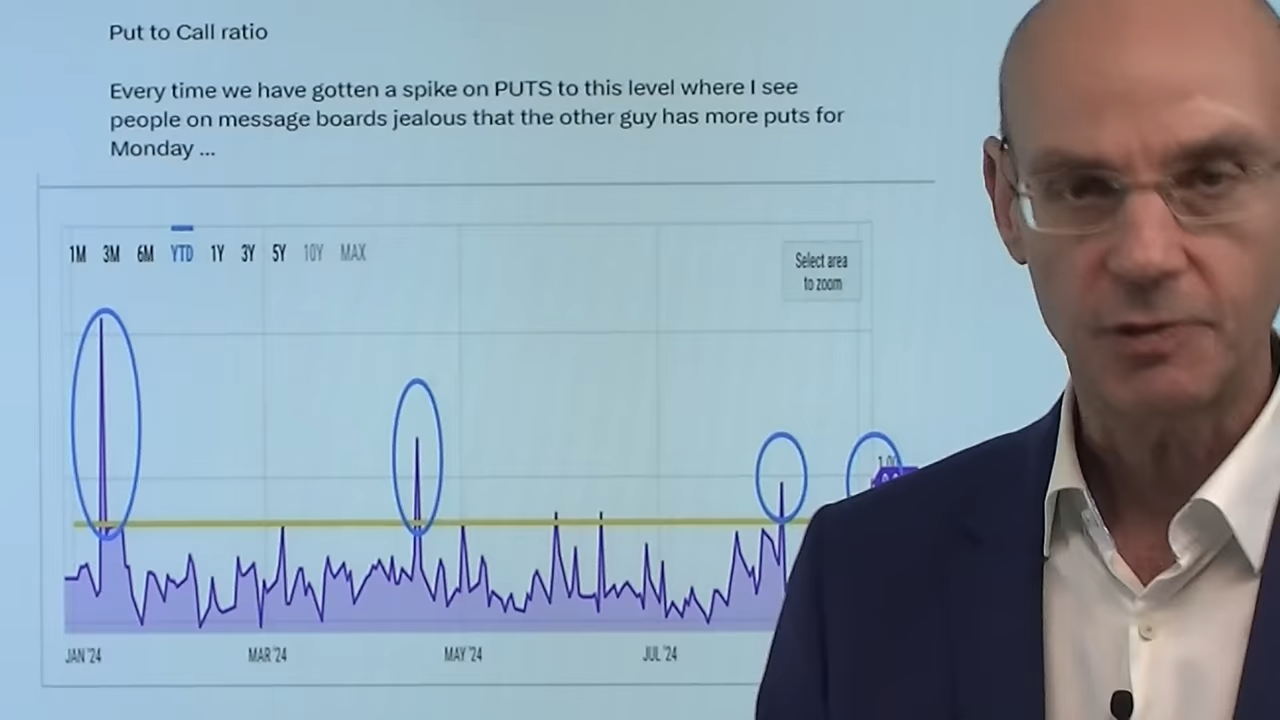 Put to Call ratio
Every time we have gotten a spike on PUTS to this level where I see
people on message boards jealous that the other guy has more puts for
Monday ...
1M 3M 6M YTD 1Y 3Y 5Y 10Y MAX
Select area
to zoom
JAN '24 MAR '24 MAY '24 JUL '24